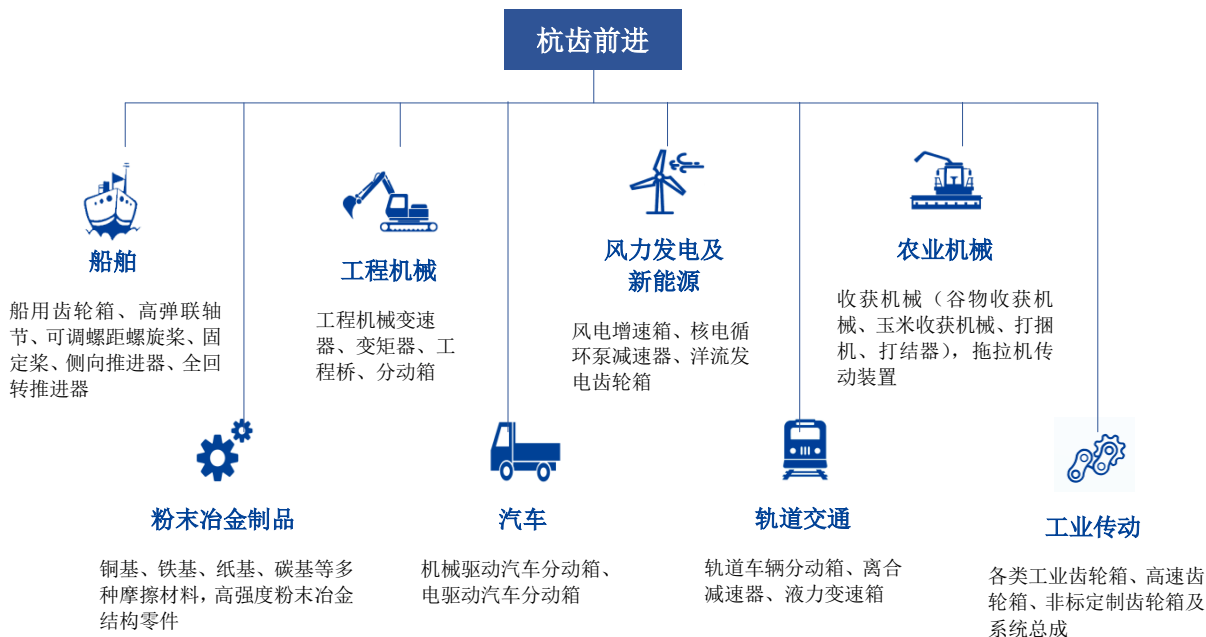 杭齿前进
船舶
船用齿轮箱、高弹联轴
节、可调螺距螺旋桨、固
定桨、侧向推进器、全回
转推进器
工程机械
工程机械变速
器、变矩器、工
程桥、分动箱
风力发电及
新能源
风电增速箱、核电循
环泵减速器、洋流发
电齿轮箱
农业机械
收获机械（谷物收获机
械、玉米收获机械、打捆
机、打结器），拖拉机传
动装置
粉末冶金制品
铜基、铁基、纸基、碳基等多
种摩擦材料，高强度粉末冶金
结构零件
汽车
机械驱动汽车分动箱、
电驱动汽车分动箱
轨道交通
轨道车辆分动箱、离合
减速器、液力变速箱
工业传动
各类工业齿轮箱、高速齿
轮箱、非标定制齿轮箱及
系统总成